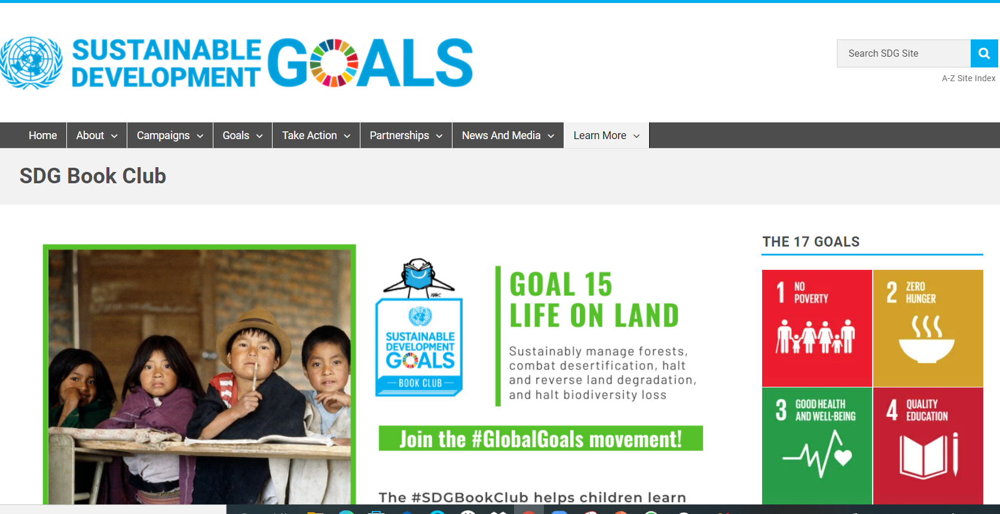 SUSTAINABLE
DEVELOPMENT
GOALS
Search SDG Site
A-Z Site Index
Home
About
Campaigns
Goals
Take Action
Partnerships
News And Media
Learn More
SDG Book Club
SUSTAINABLE
DEVELOPMENT
GOALS
BOOK CLUB
GOAL 15
LIFE ON LAND
Sustainably manage forests,
combat desertification, halt
and reverse land degradation,
and halt biodiversity loss
Join the #GlobalGoals movement!
The #SDGBookClub helps children learn
THE 17 GOALS
1 NO
POVERTY
2 ZERO
HUNGER
3 GOOD HEALTH
AND WELL-BEING
4 QUALITY
EDUCATION